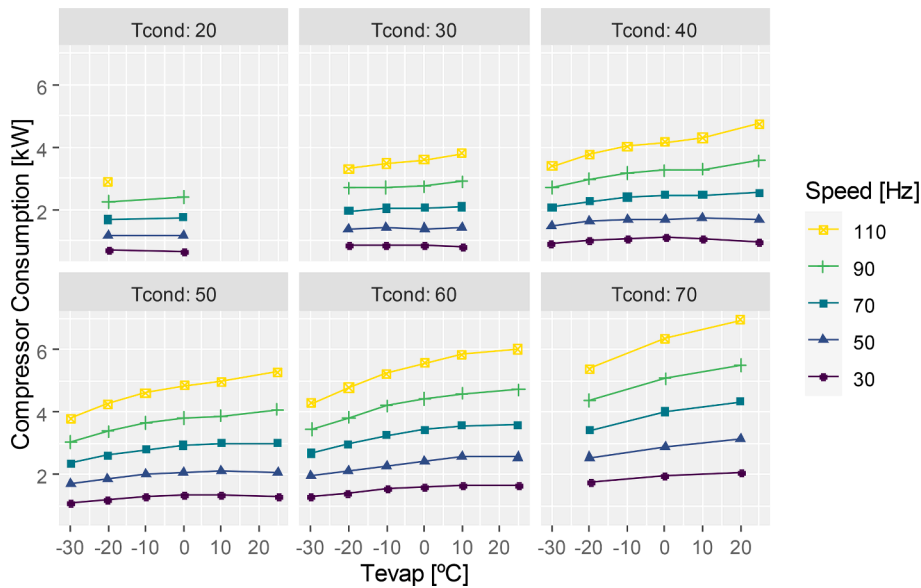 Tcond: 20 Tcond: 30 Tcond: 40
6
4
2
Tcond: 50 Tcond: 60 Tcond: 70
6
4
2
-30 -20 -10 0 10 20 -30 -20 -10 0 10 20 -30 -20 -10 0 10 20
Tevap [ºC]
Compressor Consumption [kW]
Speed [Hz]
110
90
70
50
30